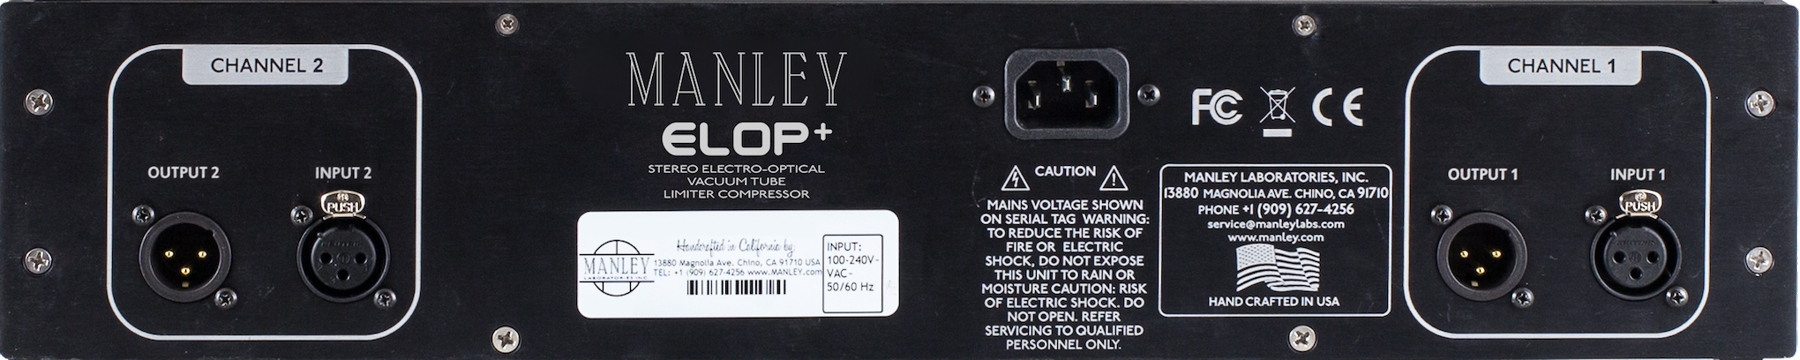 CHANNEL 2
OUTPUT 2
INPUT 2
PUSH
MANLEY
ELOP+
STEREO ELECTRO-OPTICAL
VACUUM TUBE
LIMITER COMPRESSOR
MANLEY
LABORATORIES INC.
Handcrafted in California by:
13880 Magnolia Ave. Chino, CA 91710 USA
TEL: +1 (909) 627-4256 www.MANLEY.com
INPUT:
100-240V~
VAC~
50/60 Hz
CAUTION
MAINS VOLTAGE SHOWN
ON SERIAL TAG WARNING:
TO REDUCE THE RISK OF
FIRE OR ELECTRIC
SHOCK, DO NOT EXPOSE
THIS UNIT TO RAIN OR
MOISTURE CAUTION: RISK
OF ELECTRIC SHOCK. DO
NOT OPEN. REFER
SERVICING TO QUALIFIED
PERSONNEL ONLY.
FC CE
MANLEY LABORATORIES, INC.
13880 MAGNOLIA AVE. CHINO, CA 91710
PHONE +1 (909) 627-4256
service@manleylabs.com
www.manley.com
HAND CRAFTED IN USA
CHANNEL 1
OUTPUT 1
INPUT 1
PUSH